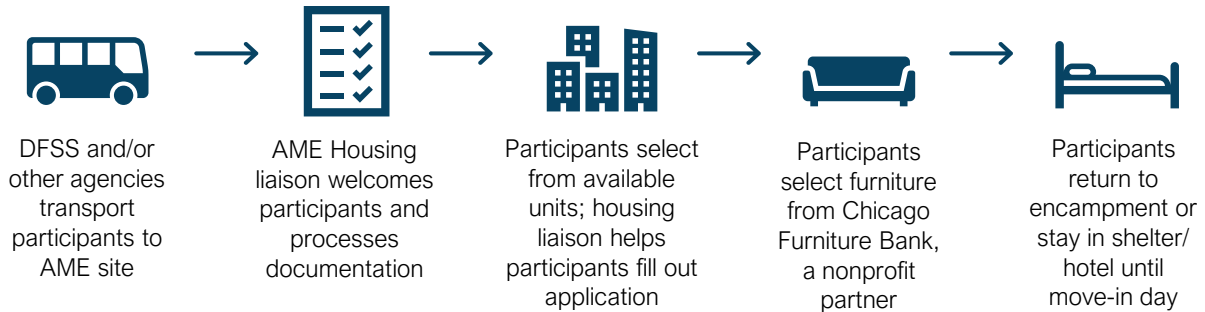 DFSS and/or
other agencies
transport
participants to
AME site
AME Housing
liaison welcomes
participants and
processes
documentation
Participants select
from available
units; housing
liaison helps
participants fill out
application
Participants
select furniture
from Chicago
Furniture Bank,
a nonprofit
partner
Participants
return to
encampment or
stay in shelter/
hotel until
move-in day